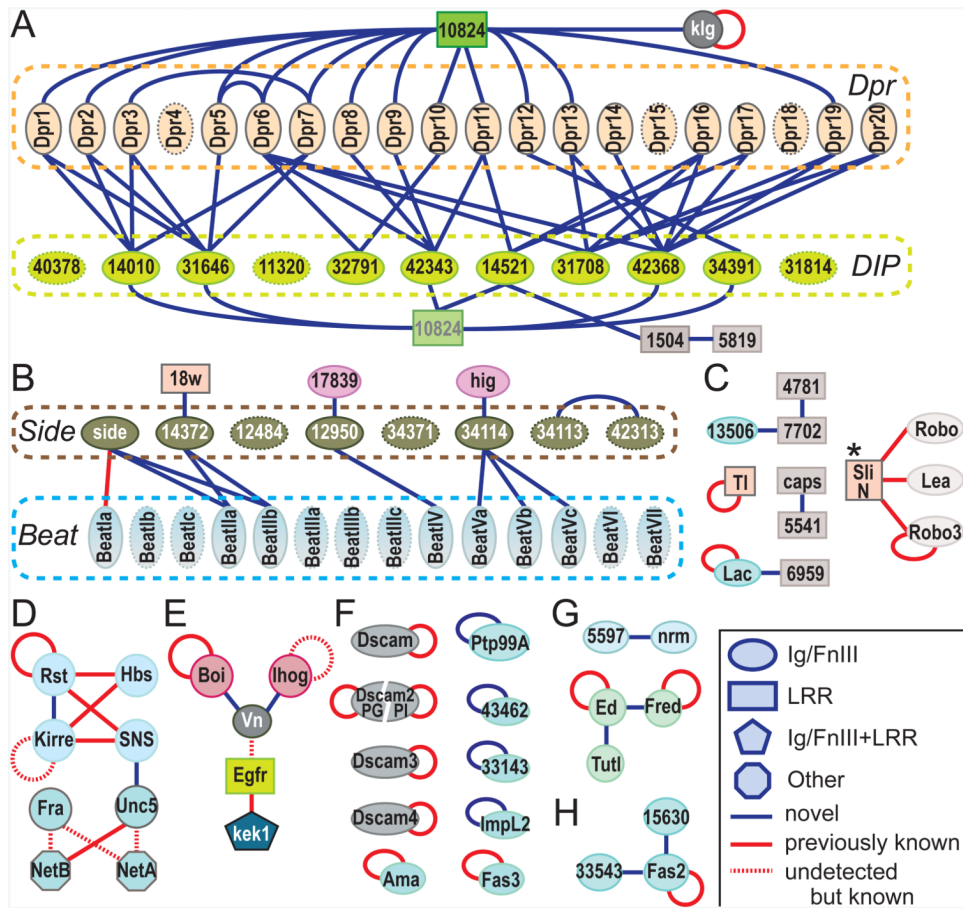 A
10824
klg
Dpr
Dpr1
Dpr2
Dpr3
Dpr4
Dpr5
Dpr6
Dpr7
Dpr8
Dpr9
Dpr10
Dpr11
Dpr12
Dpr13
Dpr14
Dpr15
Dpr16
Dpr17
Dpr18
Dpr19
Dpr20
40378
14010
31646
11320
32791
42343
14521
31708
42368
34391
31814
DIP
10824
1504
5819
B
18w
17839
hig
Side
side
14372
12484
12950
34371
34114
34113
42313
Beat
BeatIa
BeatIb
BeatIc
BeatIIa
BeatIIb
BeatIIIa
BeatIIIb
BeatIIIc
BeatIV
BeatVa
BeatVb
BeatVc
BeatVI
BeatVII
C
4781
13506
7702
Tl
caps
5541
Lac
6959
*
Sli
N
Robo
Lea
Robo3
D
Rst
Hbs
Kirre
SNS
Fra
Unc5
NetB
NetA
E
Boi
Ihog
Vn
Egfr
kek1
F
Dscam
Ptp99A
Dscam2
PG PI
43462
Dscam3
33143
Dscam4
ImpL2
Ama
Fas3
G
5597
nrm
Ed
Fred
Tutl
H
15630
33543
Fas2
Ig/FnIII
LRR
Ig/FnIII+LRR
Other
novel
previously known
undetected
but known